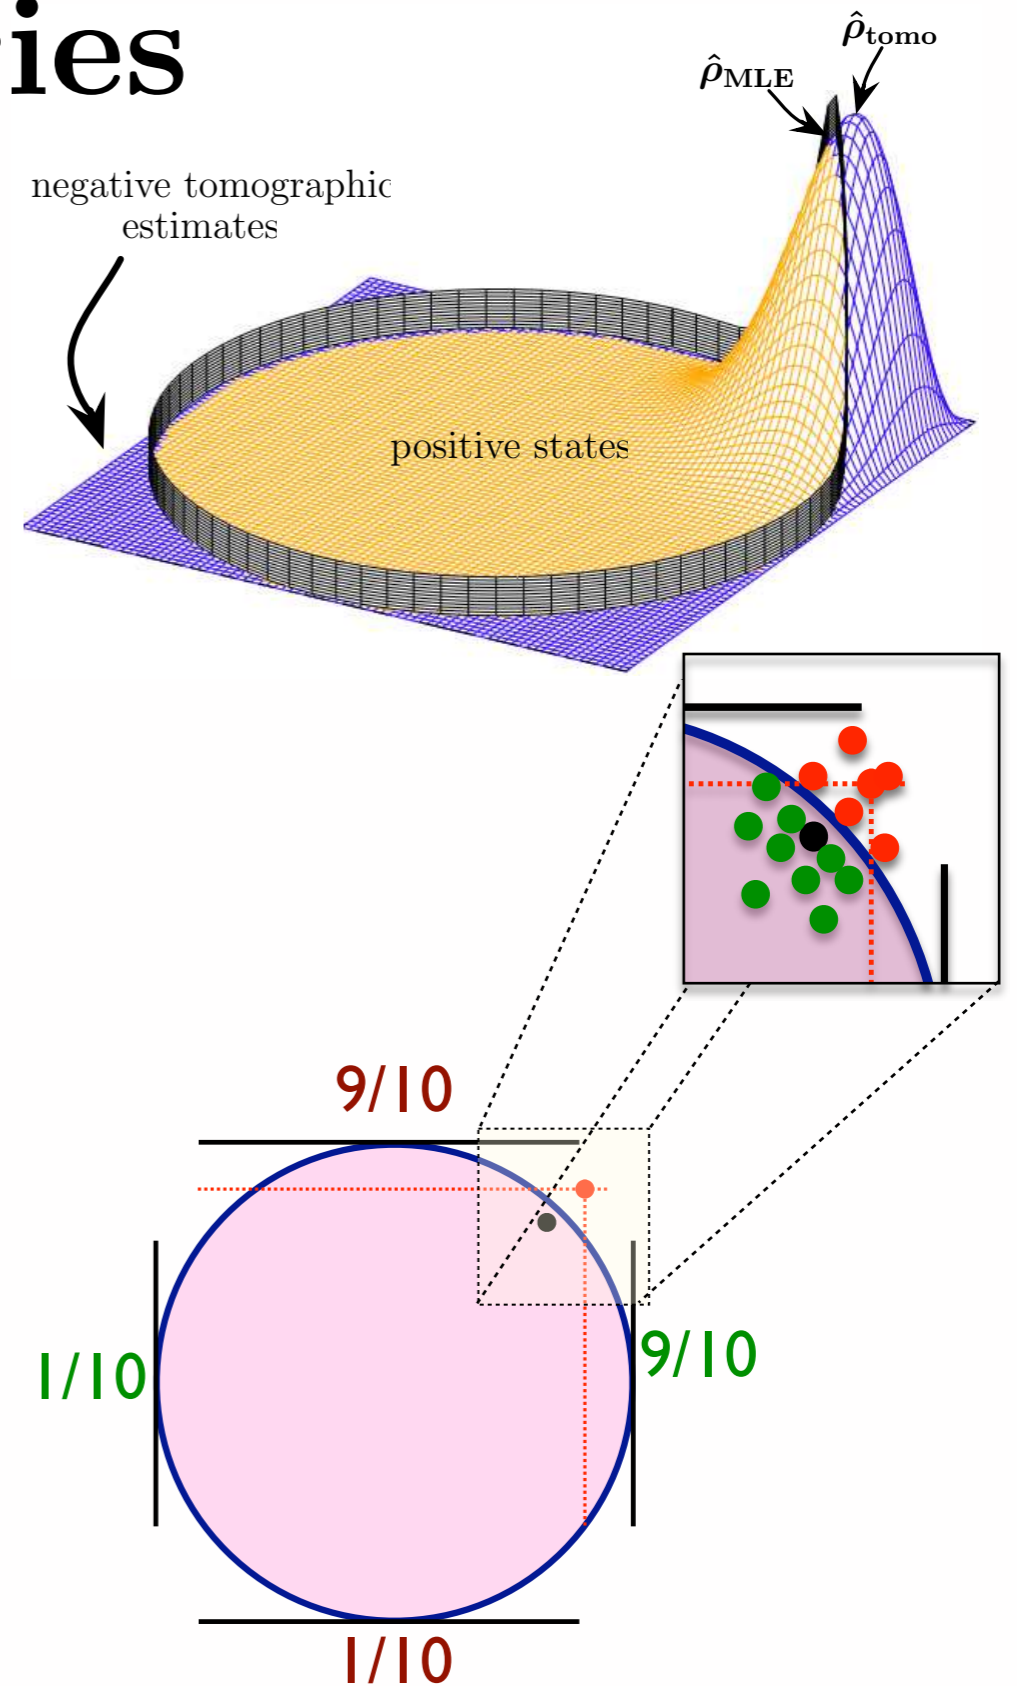 ies
ρ̂tomo
ρ̂MLE
negative tomographic
estimates
positive states
9/10
1/10
9/10
1/10